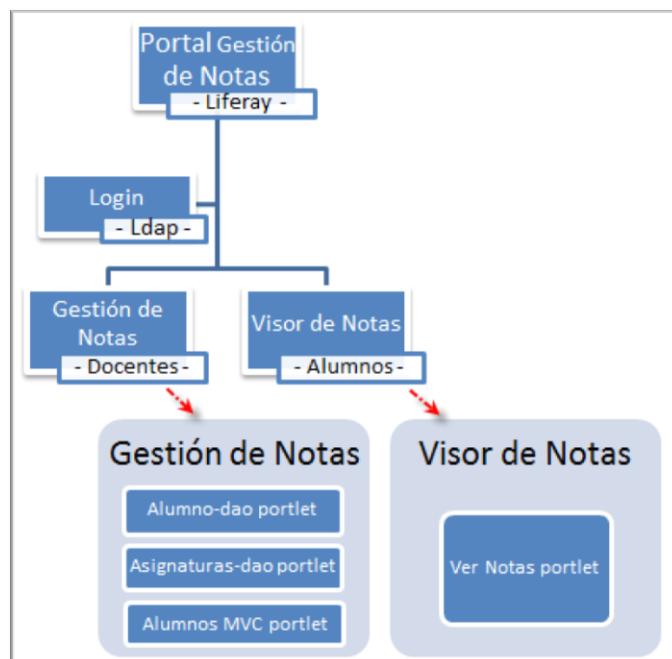 Portal Gestión
de Notas
- Liferay -
Login
- Ldap -
Gestión de
Notas
- Docentes -
Visor de Notas
- Alumnos -
Gestión de Notas
Alumno-dao portlet
Asignaturas-dao portlet
Alumnos MVC portlet
Visor de Notas
Ver Notas portlet